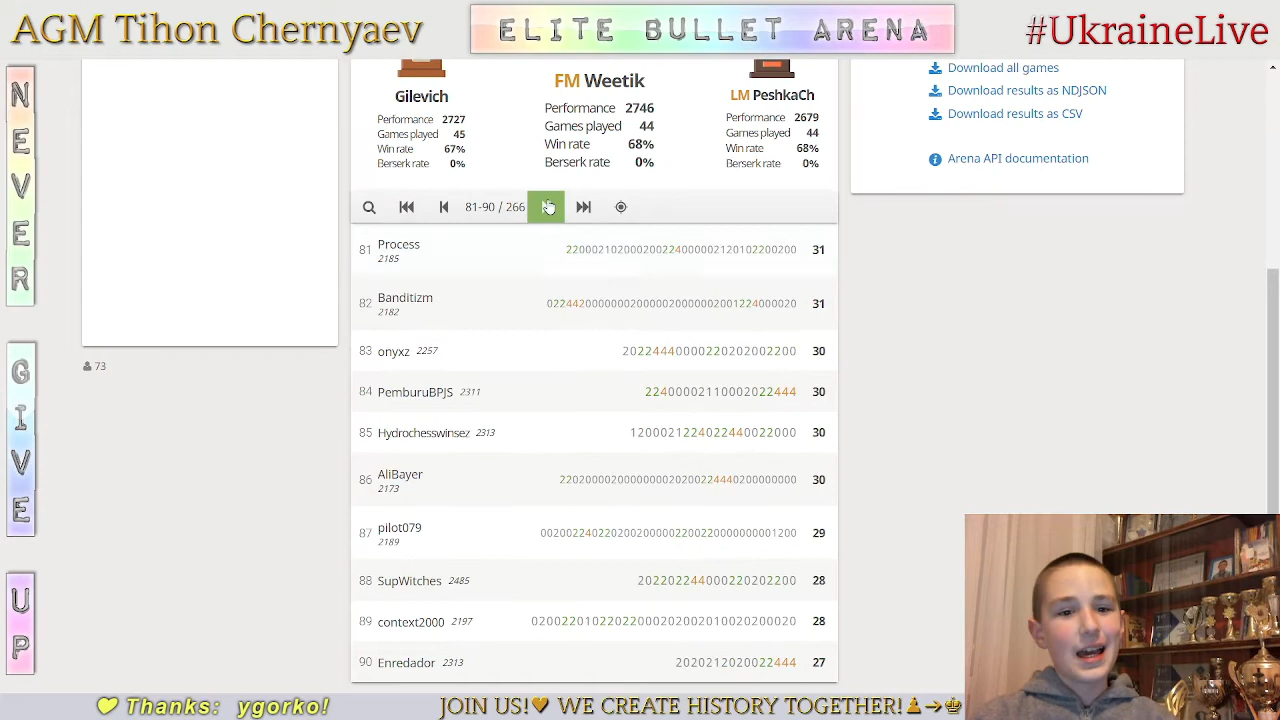 AGM Tihon Chernyaev
ELITE BULLET ARENA
#UkraineLive
NEVER
GIVE
UP
Gilevich
Performance 2727
Games played 45
Win rate 67%
Berserk rate 0%
FM Weetik
Performance 2746
Games played 44
Win rate 68%
Berserk rate 0%
LM PeshkaCh
Performance 2679
Games played 44
Win rate 68%
Berserk rate 0%
Download all games
Download results as NDJSON
Download results as CSV
Arena API documentation
81-90 / 266
81 Process 2185 22000210200020022400000212010220020​0 31
82 Banditizm 2182 31
83 onyxz 2257 20224440000220202002200 30
84 PemburuBPJS 2311 22400002110002022444 30
85 Hydrochesswinsez 2313 1200021224022440022000 30
86 AliBayer 2173 30
87 pilot079 2189 29
88 SupWitches 2485 202202244000220202200 28
89 context2000 2197 28
90 Enredador 2313 2020212020022444 27
73
Thanks: ygorko!
JOIN US! WE CREATE HISTORY TOGETHER!